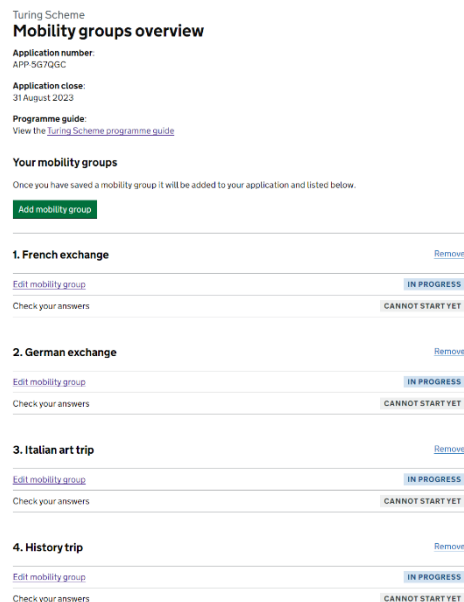 Turing Scheme
Mobility groups overview
Application number:
APP-5G7QGC
Application close:
31 August 2023
Programme guide:
View the Turing Scheme programme guide
Your mobility groups
Once you have saved a mobility group it will be added to your application and listed below.
Add mobility group
1. French exchange Remove
Edit mobility group IN PROGRESS
Check your answers CANNOT START YET
2. German exchange Remove
Edit mobility group IN PROGRESS
Check your answers CANNOT START YET
3. Italian art trip Remove
Edit mobility group IN PROGRESS
Check your answers CANNOT START YET
4. History trip Remove
Edit mobility group IN PROGRESS
Check your answers CANNOT START YET